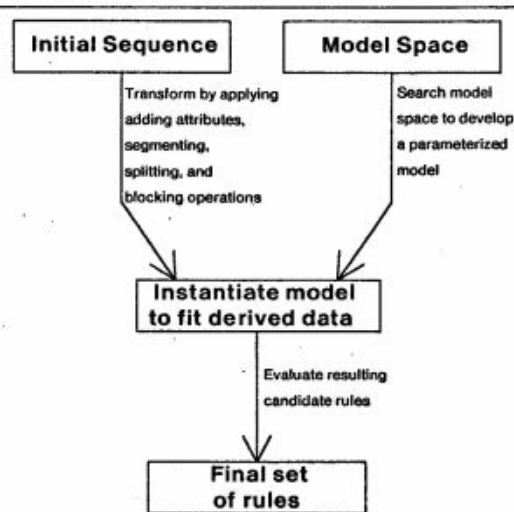 Initial Sequence
Model Space
Transform by applying
adding attributes,
segmenting,
splitting, and
blocking operations
Search model
space to develop
a parameterized
model
Instantiate model
to fit derived data
Evaluate resulting
candidate rules
Final set
of rules